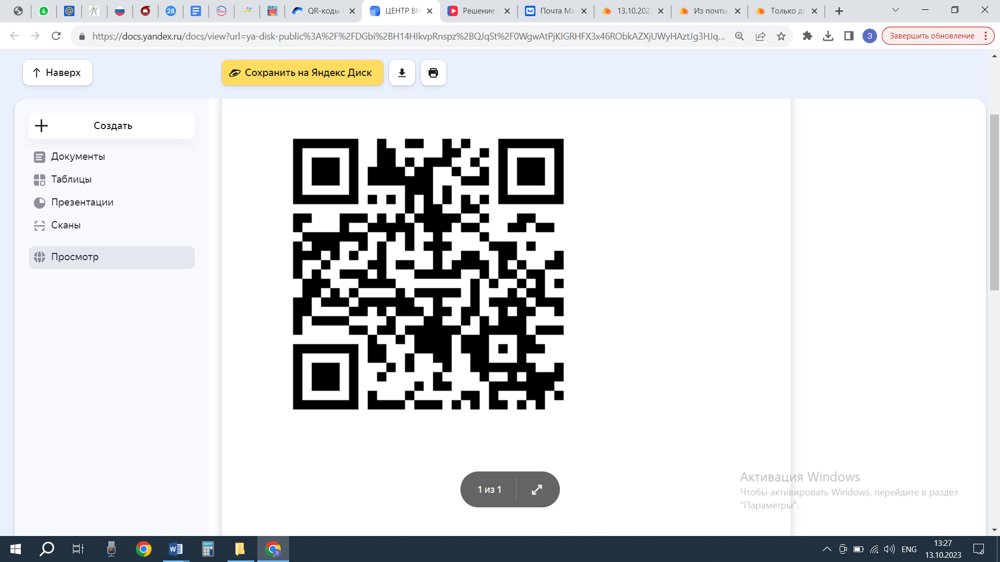 4
28
QR-коды
ЦЕНТР ВН
Решение
Почта Ma
13.10.202
Из почты
Только до
https://docs.yandex.ru/docs/view?url=ya-disk-public%3A%2F%2FDGbi%2BH14HIkvpRnspz%2BQJqSt%2F0WgwAtPjKIGRHFX3x46RObkAZXjUWyHAztJg3HJq...
З
Завершить обновление
Наверх
Сохранить на Яндекс Диск
Создать
Документы
Таблицы
Презентации
Сканы
Просмотр
1 из 1
Активация Windows
Чтобы активировать Windows, перейдите в раздел
"Параметры".
ENG
13:27
13.10.2023